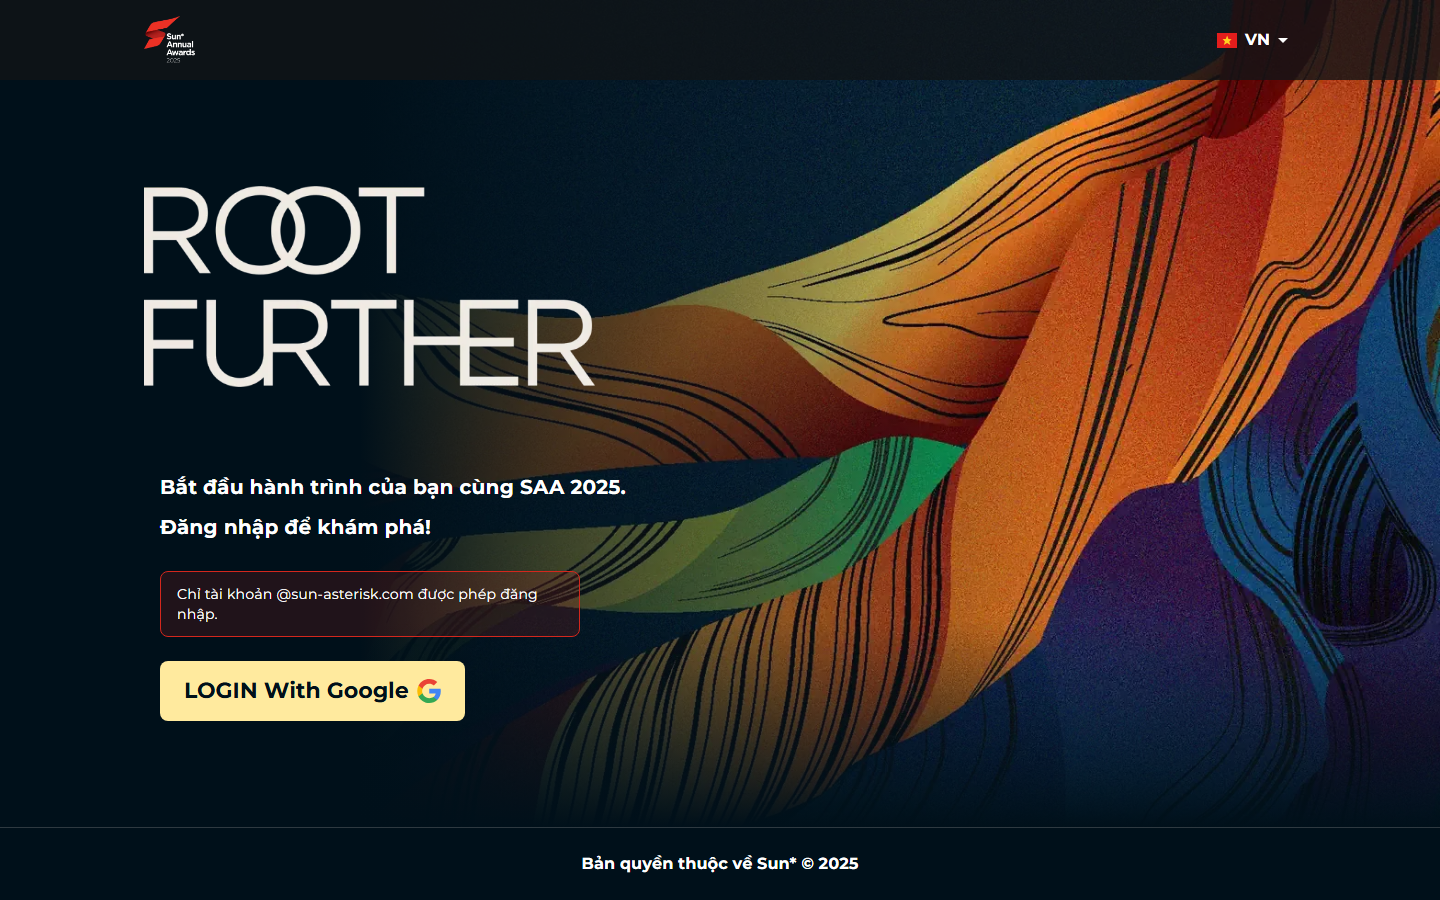 Sun*
Annual
Awards
2025
VN
ROOT
FURTHER
Bắt đầu hành trình của bạn cùng SAA 2025.
Đăng nhập để khám phá!
Chỉ tài khoản @sun-asterisk.com được phép đăng
nhập.
LOGIN With Google
Bản quyền thuộc về Sun* © 2025